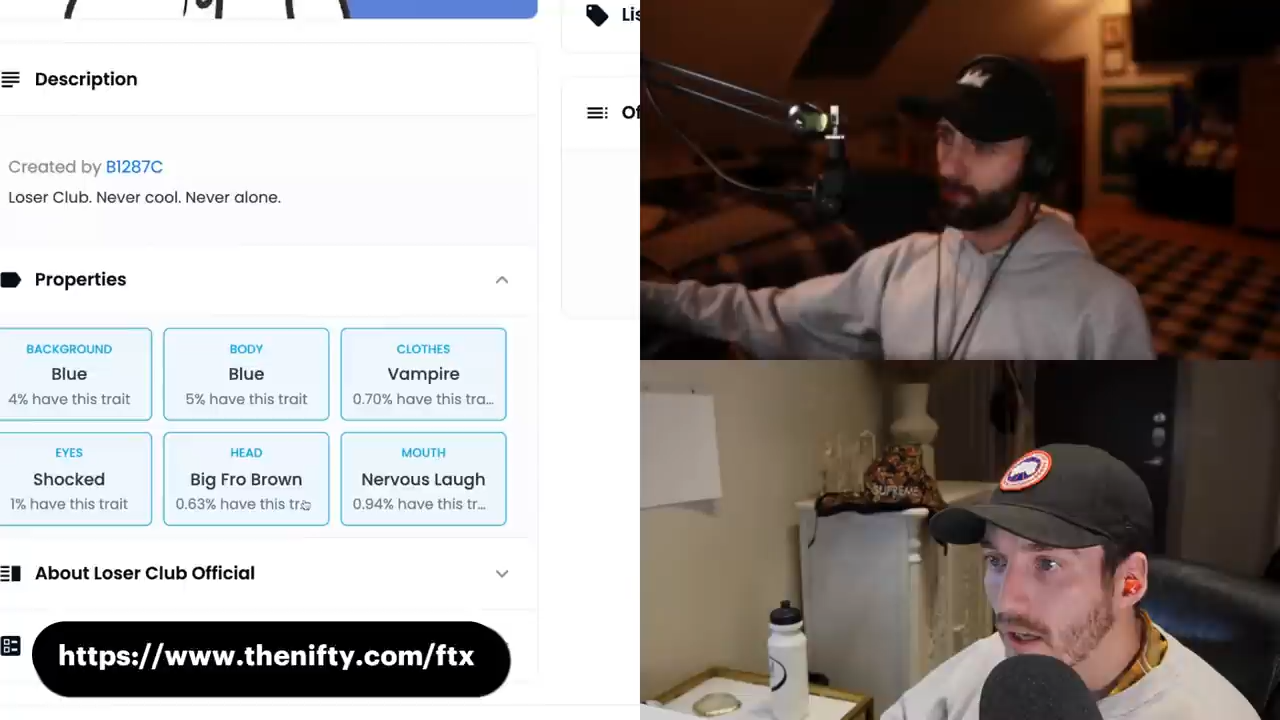 Lis
Description
Of
Created by B1287C
Loser Club. Never cool. Never alone.
Properties
BACKGROUND
Blue
4% have this trait
BODY
Blue
5% have this trait
CLOTHES
Vampire
0.70% have this tra...
EYES
Shocked
1% have this trait
HEAD
Big Fro Brown
0.63% have this tra
MOUTH
Nervous Laugh
0.94% have this tr...
About Loser Club Official
https://www.thenifty.com/ftx
SUPREME